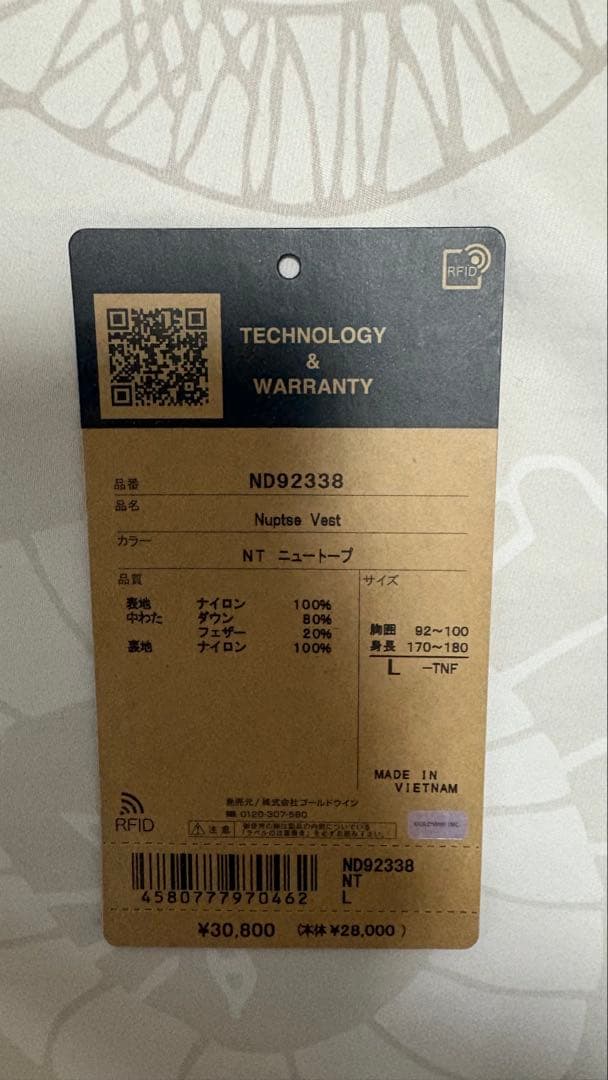 RFID
TECHNOLOGY
&
WARRANTY
品番 ND92338
品名 Nuptse Vest
カラー NT ニュートープ
品質
表地 ナイロン 100%
中わた ダウン 80%
フェザー 20%
裏地 ナイロン 100%
サイズ
胸囲 92〜100
身長 170〜180
L -TNF
MADE IN
VIETNAM
RFID
発売元/株式会社ゴールドウイン
☎ 0120-307-560
⚠ 注意
GOLDWIN INC.
4580777970462
ND92338
NT
L
¥30,800 (本体 ¥28,000 )